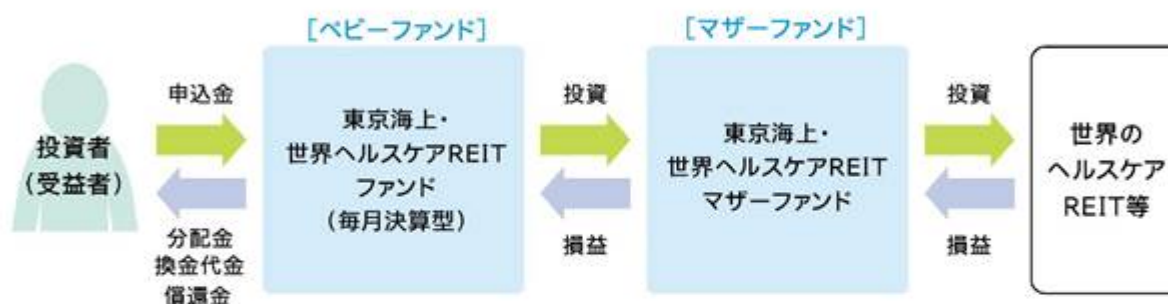 [ベビーファンド]
[マザーファンド]
申込金
投資者
(受益者)
分配金
換金代金
償還金
東京海上・
世界ヘルスケアREIT
ファンド
(毎月決算型)
投資
損益
東京海上・
世界ヘルスケアREIT
マザーファンド
投資
損益
世界の
ヘルスケア
REIT等